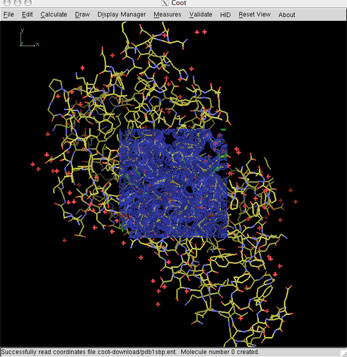 Coot
File Edit Calculate Draw Display Manager Measures Validate HID Reset View About
y
x
Successfully read coordinates file coot-download/pdb1sbp.ent. Molecule number 0 created.